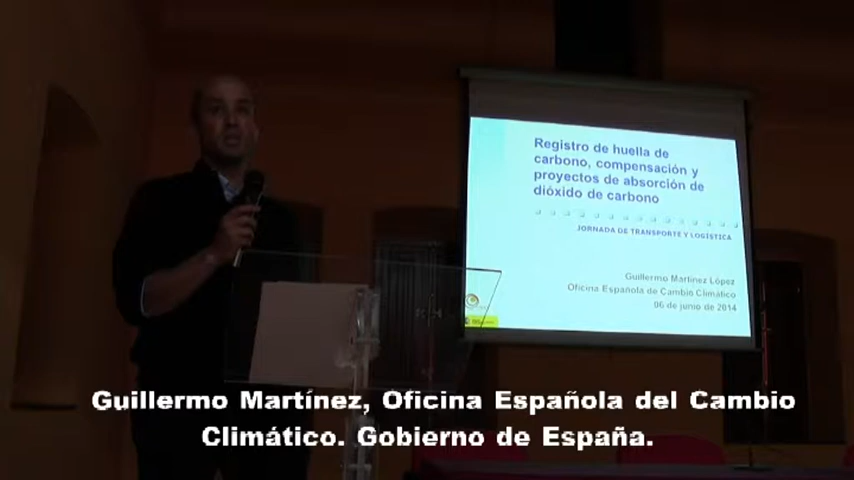 Registro de huella de
carbono, compensación y
proyectos de absorción de
dióxido de carbono
JORNADA DE TRANSPORTE Y LOGÍSTICA
Guillermo Martínez López
Oficina Española de Cambio Climático
06 de junio de 2014
Guillermo Martínez, Oficina Española del Cambio
Climático. Gobierno de España.